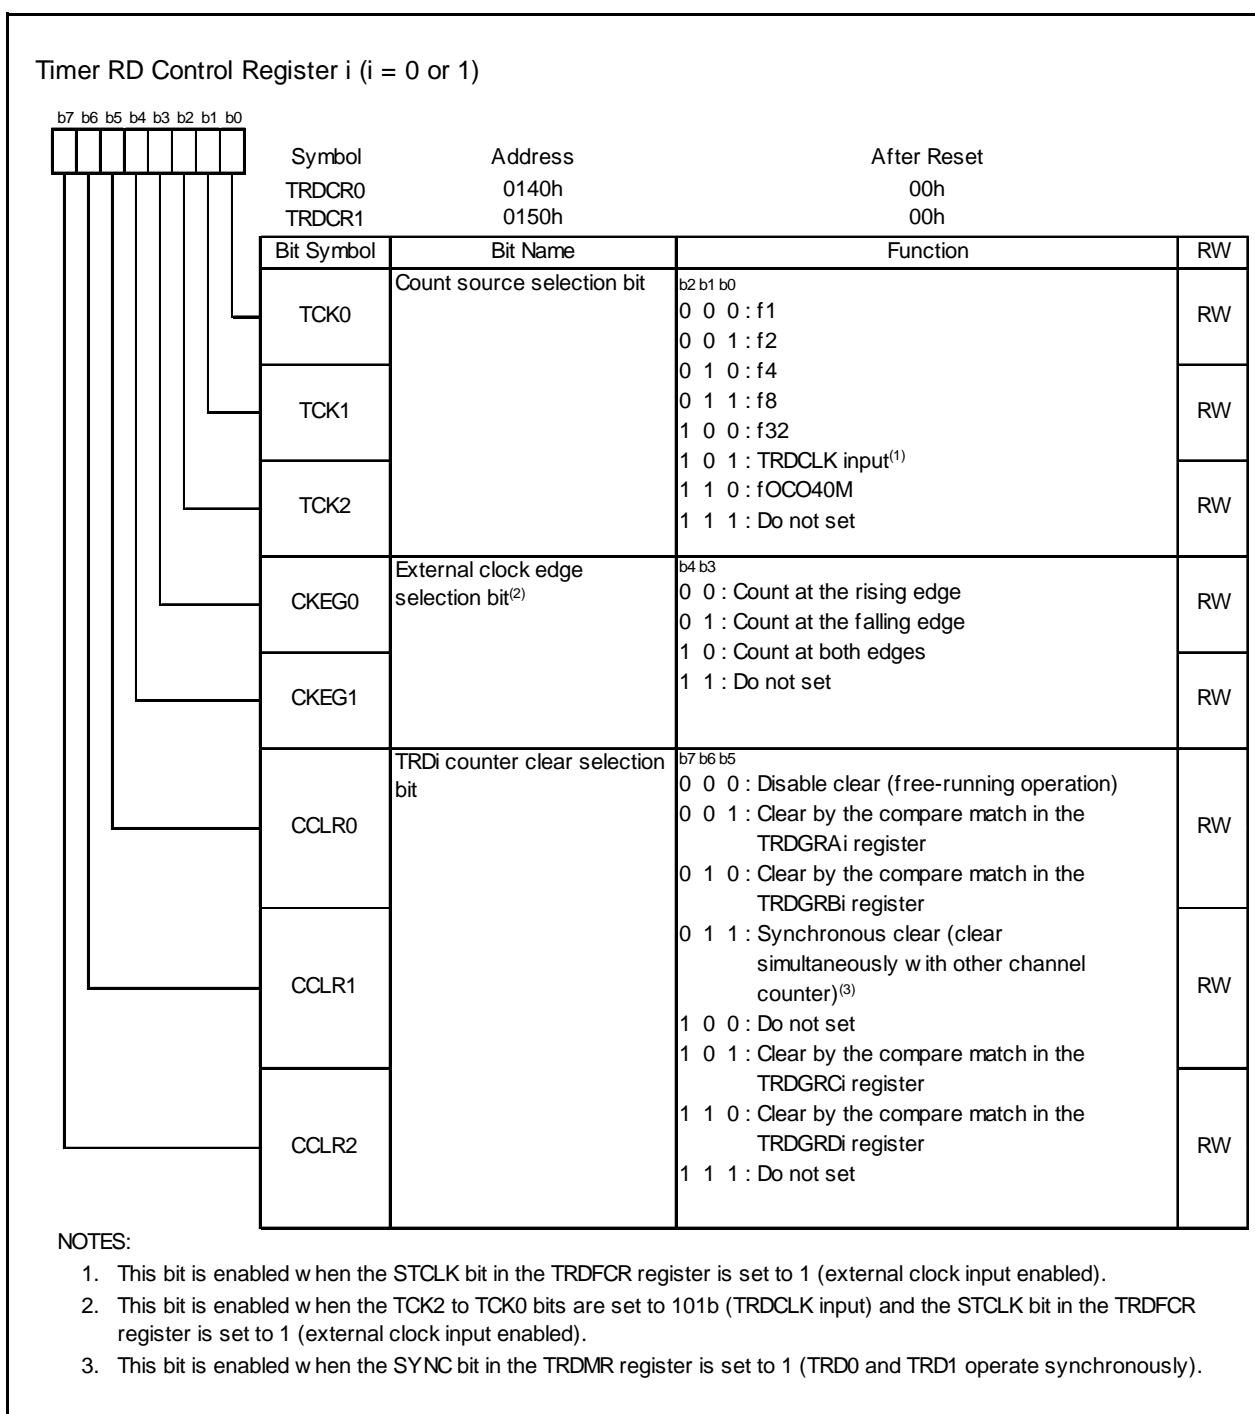 Timer RD Control Register i (i = 0 or 1)
b7 b6 b5 b4 b3 b2 b1 b0
Symbol Address After Reset
TRDCR0 0140h 00h
TRDCR1 0150h 00h
Bit Symbol Bit Name Function RW
TCK0 Count source selection bit RW
b2 b1 b0
0 0 0 : f1
0 0 1 : f2
0 1 0 : f4
TCK1 RW
0 1 1 : f8
1 0 0 : f32
1 0 1 : TRDCLK input(1)
TCK2 RW
1 1 0 : fOCO40M
1 1 1 : Do not set
CKEG0 RW
External clock edge
selection bit(2)
b4 b3
0 0 : Count at the rising edge
0 1 : Count at the falling edge
1 0 : Count at both edges
CKEG1 RW
1 1 : Do not set
CCLR0 RW
TRDi counter clear selection
bit
b7 b6 b5
0 0 0 : Disable clear (free-running operation)
0 0 1 : Clear by the compare match in the
TRDGRAi register
0 1 0 : Clear by the compare match in the
TRDGRBi register
CCLR1 RW
0 1 1 : Synchronous clear (clear
simultaneously with other channel
counter)(3)
1 0 0 : Do not set
1 0 1 : Clear by the compare match in the
TRDGRCi register
CCLR2 RW
1 1 0 : Clear by the compare match in the
TRDGRDi register
1 1 1 : Do not set
NOTES:
1. This bit is enabled when the STCLK bit in the TRDFCR register is set to 1 (external clock input enabled).
2. This bit is enabled when the TCK2 to TCK0 bits are set to 101b (TRDCLK input) and the STCLK bit in the TRDFCR
register is set to 1 (external clock input enabled).
3. This bit is enabled when the SYNC bit in the TRDMR register is set to 1 (TRD0 and TRD1 operate synchronously).